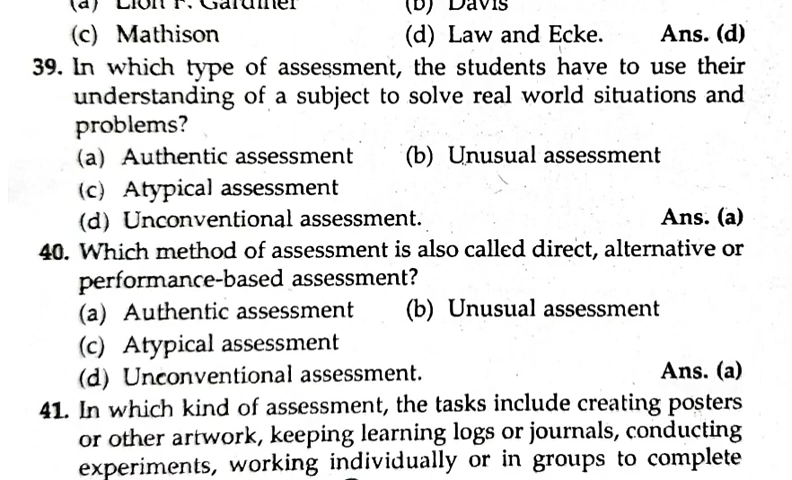 (a) Lion F. Gardiner (b) Davis
(c) Mathison (d) Law and Ecke. Ans. (d)
39. In which type of assessment, the students have to use their
understanding of a subject to solve real world situations and
problems?
(a) Authentic assessment (b) Unusual assessment
(c) Atypical assessment
(d) Unconventional assessment. Ans. (a)
40. Which method of assessment is also called direct, alternative or
performance-based assessment?
(a) Authentic assessment (b) Unusual assessment
(c) Atypical assessment
(d) Unconventional assessment. Ans. (a)
41. In which kind of assessment, the tasks include creating posters
or other artwork, keeping learning logs or journals, conducting
experiments, working individually or in groups to complete